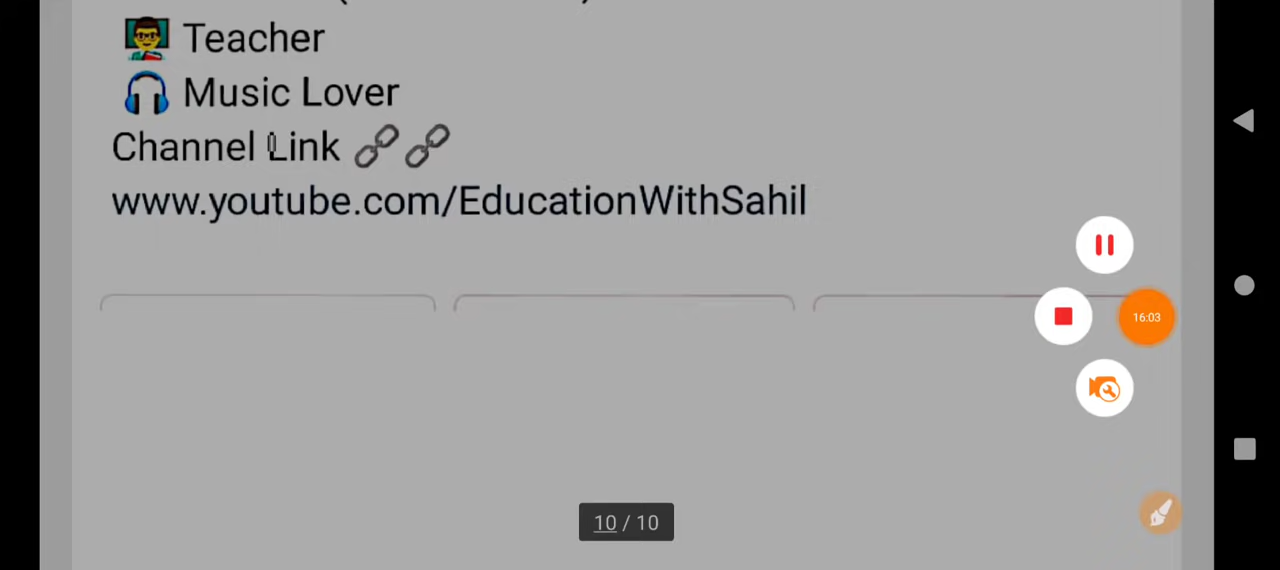 👨‍🏫 Teacher
🎧 Music Lover
Channel Link 🔗🔗
www.youtube.com/EducationWithSahil
16:03
10 / 10